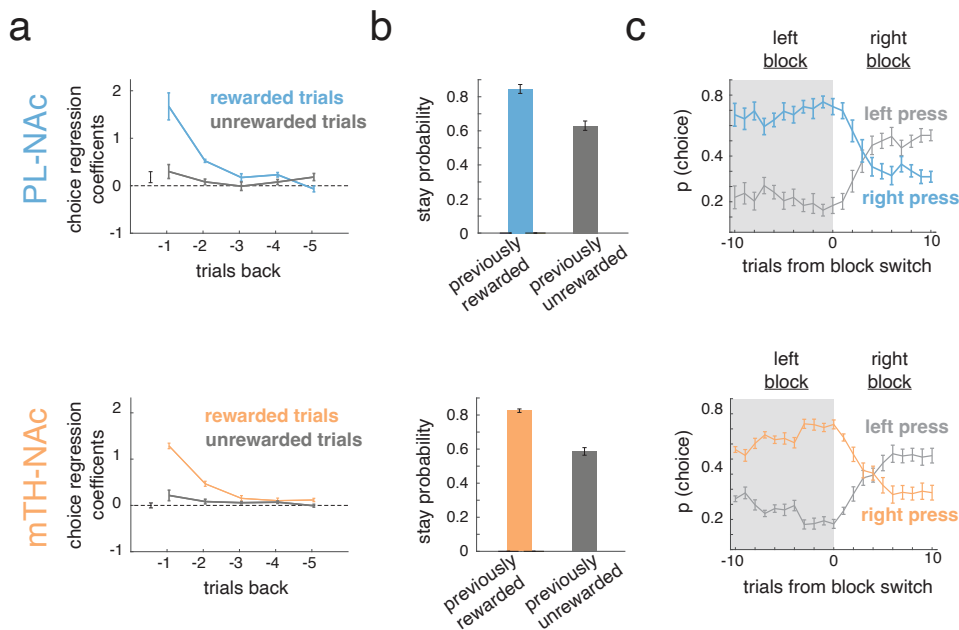 a
PL-NAc
choice regression
coefficents
2
1
0
-1
rewarded trials
unrewarded trials
-1 -2 -3 -4 -5
trials back
b
stay probability
0.8
0.6
0.4
0.2
0
previously
rewarded
previously
unrewarded
c
left
block
right
block
p (choice)
0.8
0.4
0.2
left press
right press
-10 0 10
trials from block switch
mTH-NAc
choice regression
coefficients
2
1
0
-1
rewarded trials
unrewarded trials
-1 -2 -3 -4 -5
trials back
stay probability
0.8
0.6
0.4
0.2
0
previously
rewarded
previously
unrewarded
left
block
right
block
p (choice)
0.8
0.4
0.2
left press
right press
-10 0 10
trials from block switch